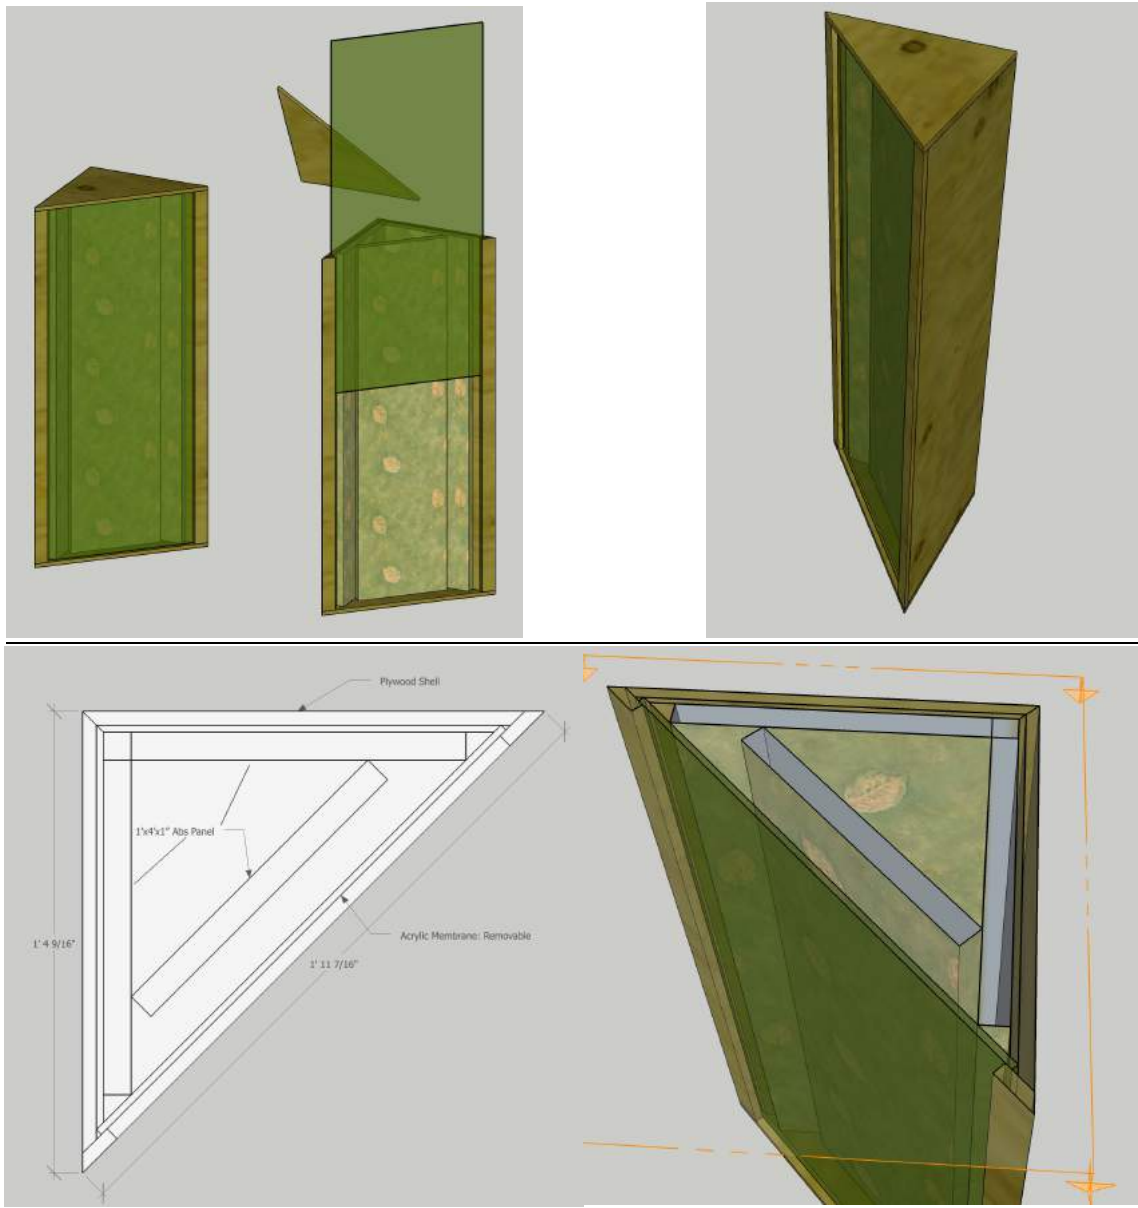 Plywood Shell
1'x4'x1" Abs Panel
1' 4 9/16"
Acrylic Membrane: Removable
1' 11 7/16"